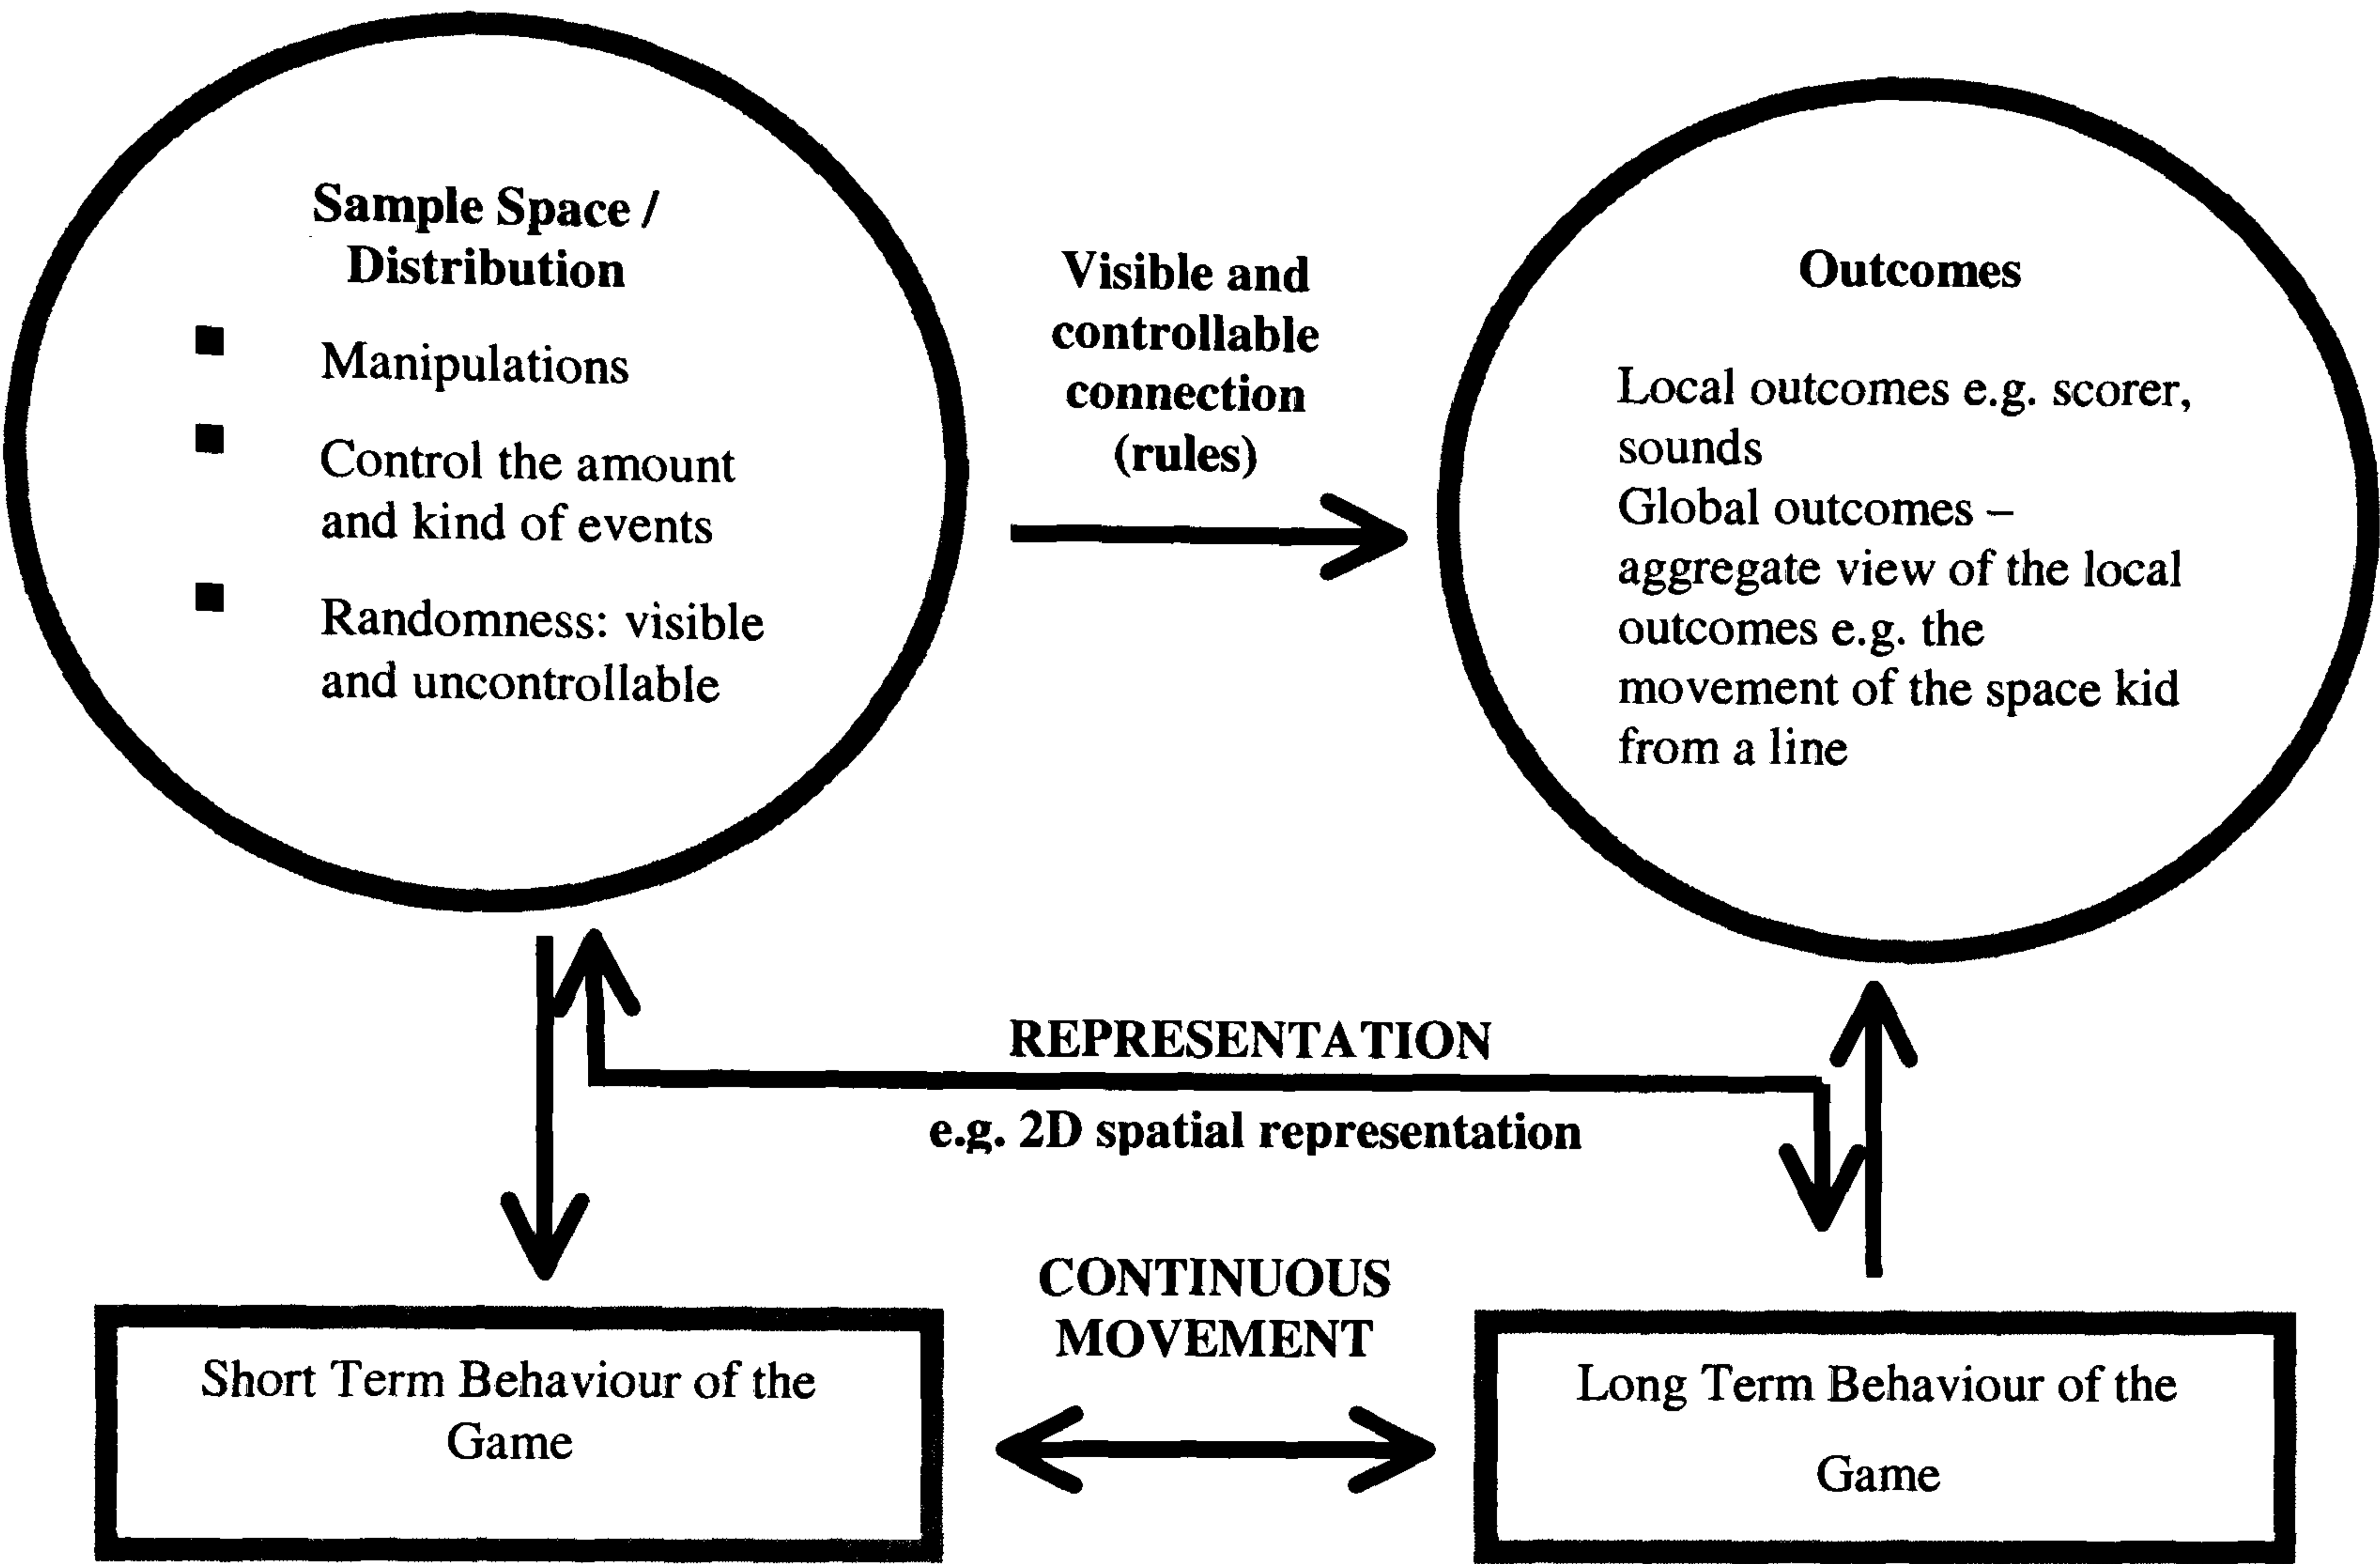 Sample Space /
Distribution
Manipulations
Control the amount
and kind of events
Randomness: visible
and uncontrollable
Visible and
controllable
connection
(rules)
Outcomes
Local outcomes e.g. scorer,
sounds
Global outcomes –
aggregate view of the local
outcomes e.g. the
movement of the space kid
from a line
REPRESENTATION
e.g. 2D spatial representation
CONTINUOUS
MOVEMENT
Short Term Behaviour of the
Game
Long Term Behaviour of the
Game